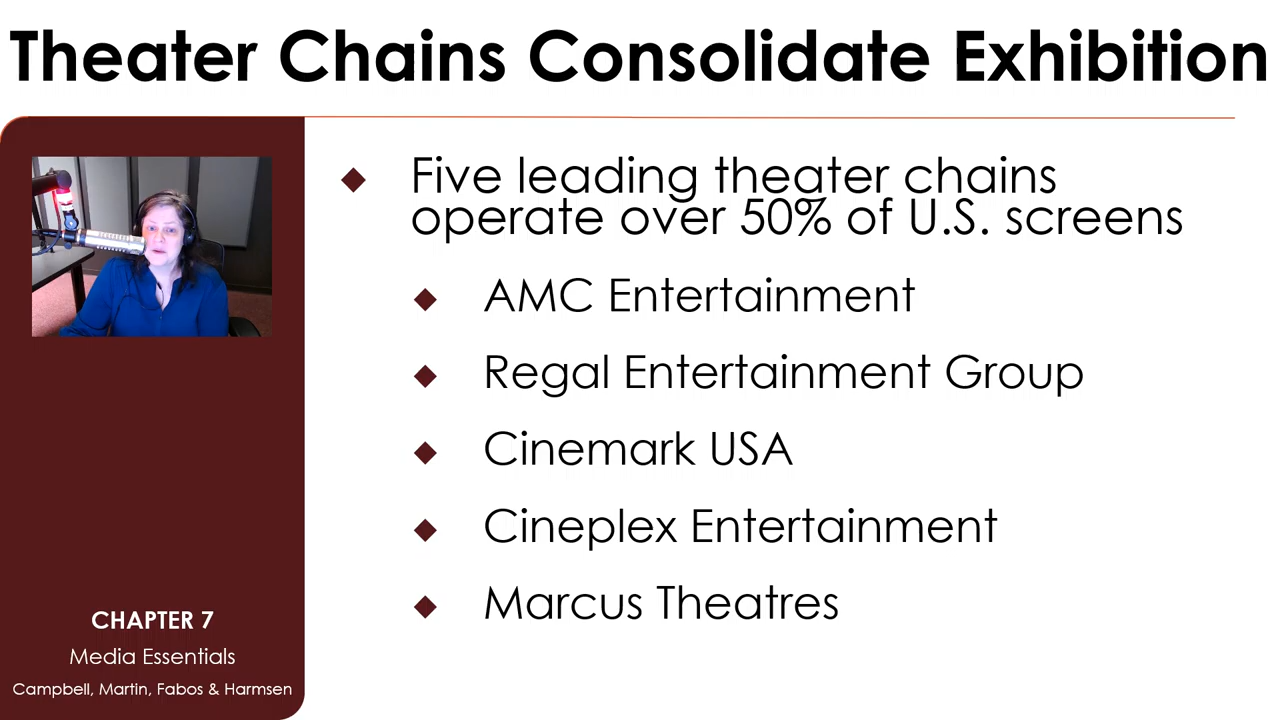 Theater Chains Consolidate Exhibition
Five leading theater chains
operate over 50% of U.S. screens
AMC Entertainment
Regal Entertainment Group
Cinemark USA
Cineplex Entertainment
Marcus Theatres
CHAPTER 7
Media Essentials
Campbell, Martin, Fabos & Harmsen